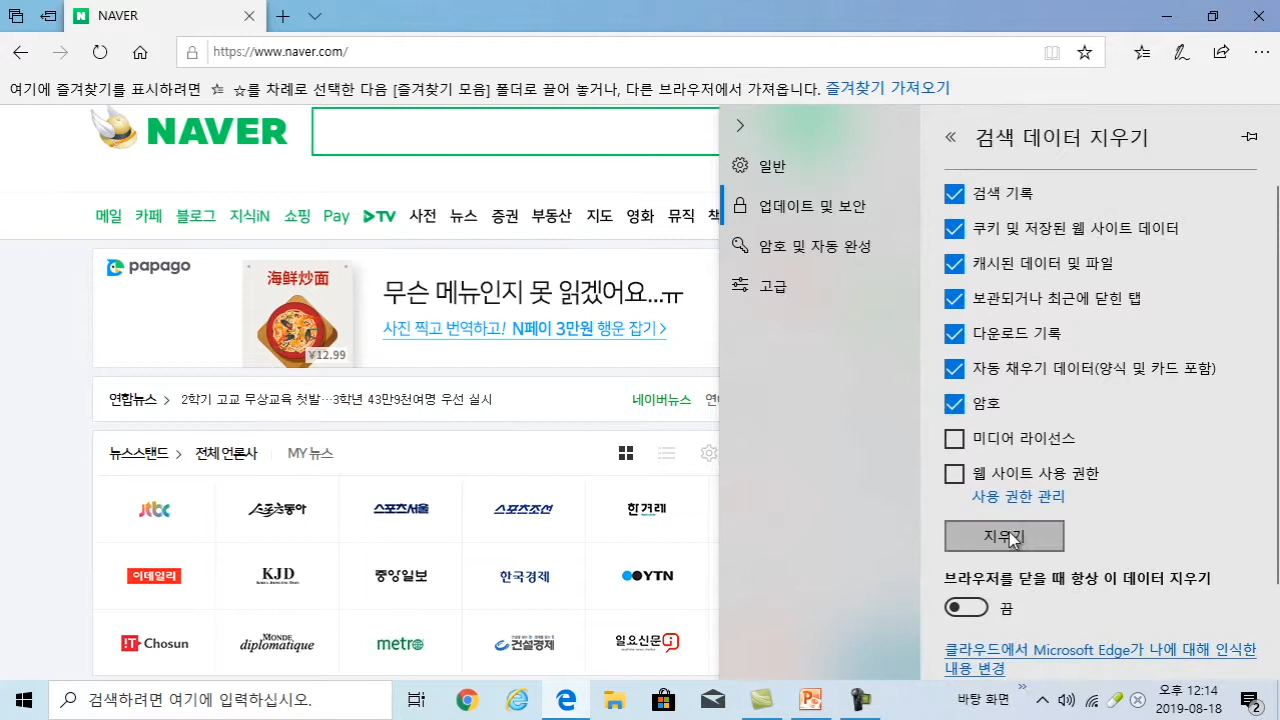 NAVER
https://www.naver.com/
여기에 즐겨찾기를 표시하려면 ☆를 차례로 선택한 다음 [즐겨찾기 모음] 폴더로 끌어 놓거나, 다른 브라우저에서 가져옵니다. 즐겨찾기 가져오기
NAVER
메일 카페 블로그 지식iN 쇼핑 Pay TV 사전 뉴스 증권 부동산 지도 영화 뮤직 책
papago
海鲜炒面
¥12.99
무슨 메뉴인지 못 읽겠어요...ㅠㅠ
사진 찍고 번역하고! N페이 3만원 행운 잡기 >
연합뉴스 > 2학기 고교 무상교육 첫발…3학년 43만9천여명 우선 실시 네이버뉴스 연
뉴스스탠드 > 전체 언론사 MY 뉴스
jtbc 스포츠동아 스포츠서울 스포츠조선 한겨레
이데일리 KJD 중앙일보 한국경제 YTN
IT Chosun LE MONDE diplomatique metro 건설경제 일요신문
일반
업데이트 및 보안
암호 및 자동 완성
고급
검색 데이터 지우기
검색 기록
쿠키 및 저장된 웹 사이트 데이터
캐시된 데이터 및 파일
보관되거나 최근에 닫힌 탭
다운로드 기록
자동 채우기 데이터(양식 및 카드 포함)
암호
미디어 라이선스
웹 사이트 사용 권한
사용 권한 관리
지우기
브라우저를 닫을 때 항상 이 데이터 지우기
끔
클라우드에서 Microsoft Edge가 나에 대해 인식한
내용 변경
검색하려면 여기에 입력하십시오.
바탕 화면
오후 12:14
2019-08-18
2